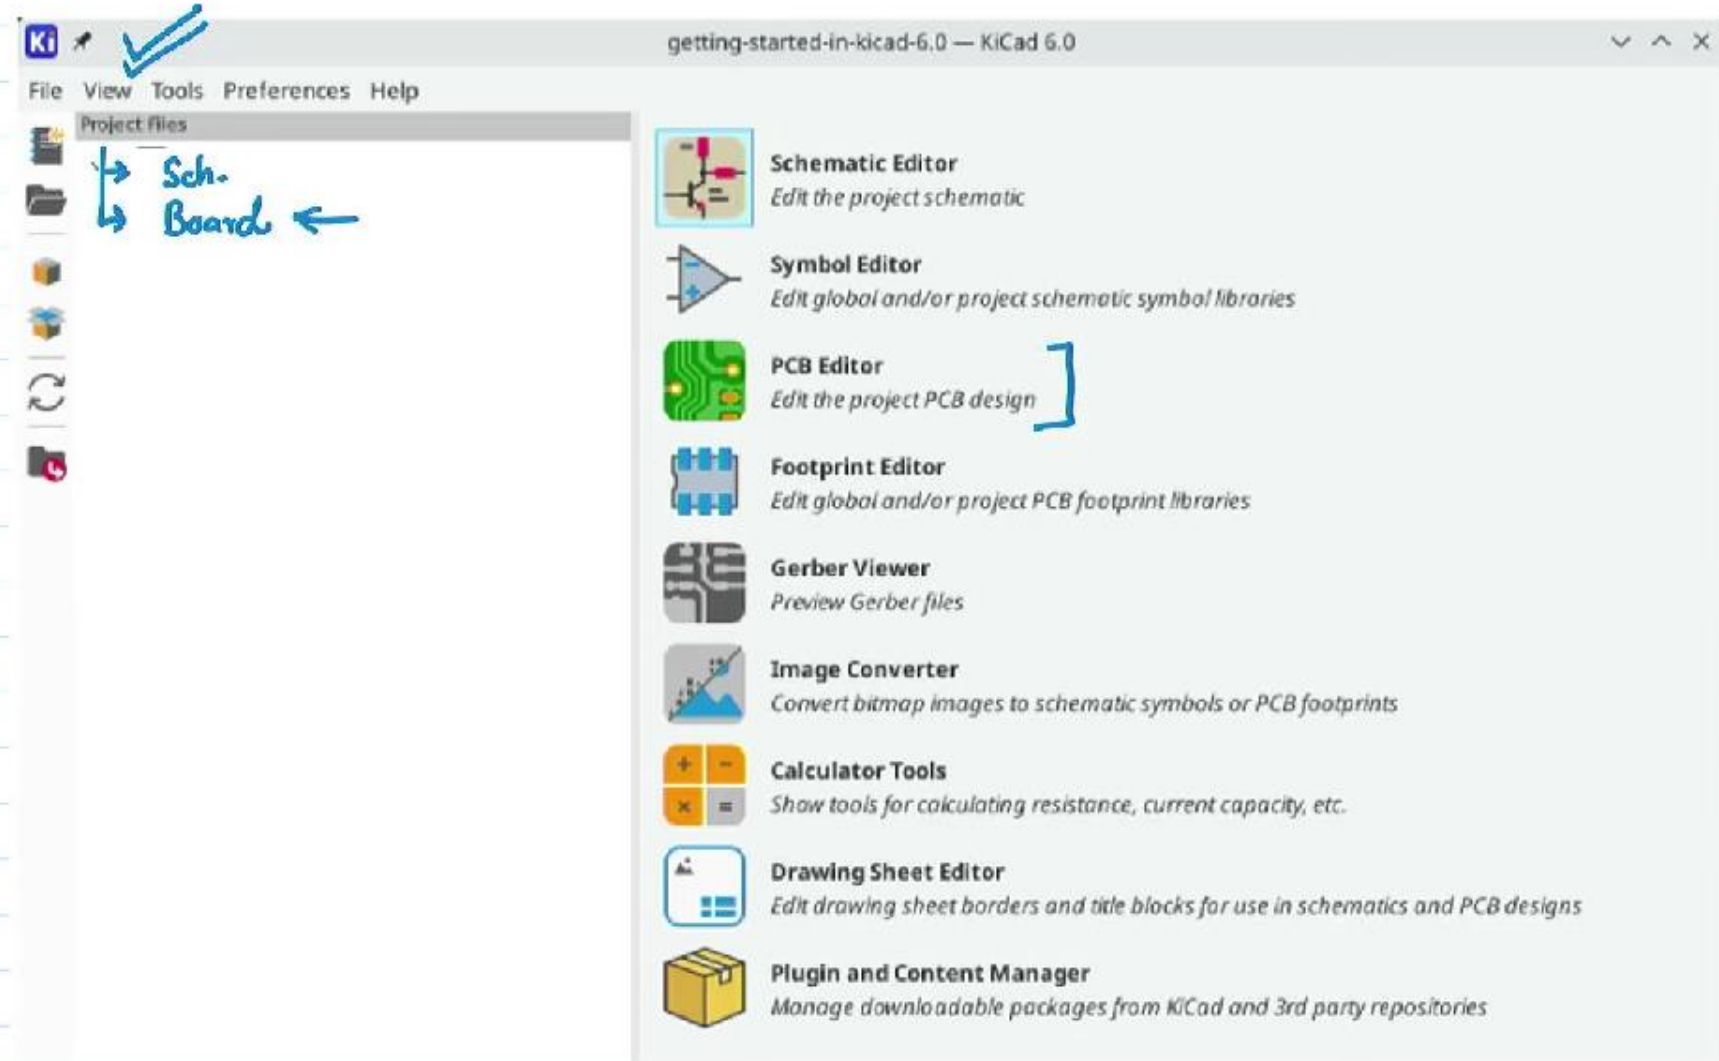 Ki
getting-started-in-kicad-6.0 — KiCad 6.0
File View Tools Preferences Help
Project files
Sch.
Board
Schematic Editor
Edit the project schematic
Symbol Editor
Edit global and/or project schematic symbol libraries
PCB Editor
Edit the project PCB design
Footprint Editor
Edit global and/or project PCB footprint libraries
Gerber Viewer
Preview Gerber files
Image Converter
Convert bitmap images to schematic symbols or PCB footprints
Calculator Tools
Show tools for calculating resistance, current capacity, etc.
Drawing Sheet Editor
Edit drawing sheet borders and title blocks for use in schematics and PCB designs
Plugin and Content Manager
Manage downloadable packages from KiCad and 3rd party repositories